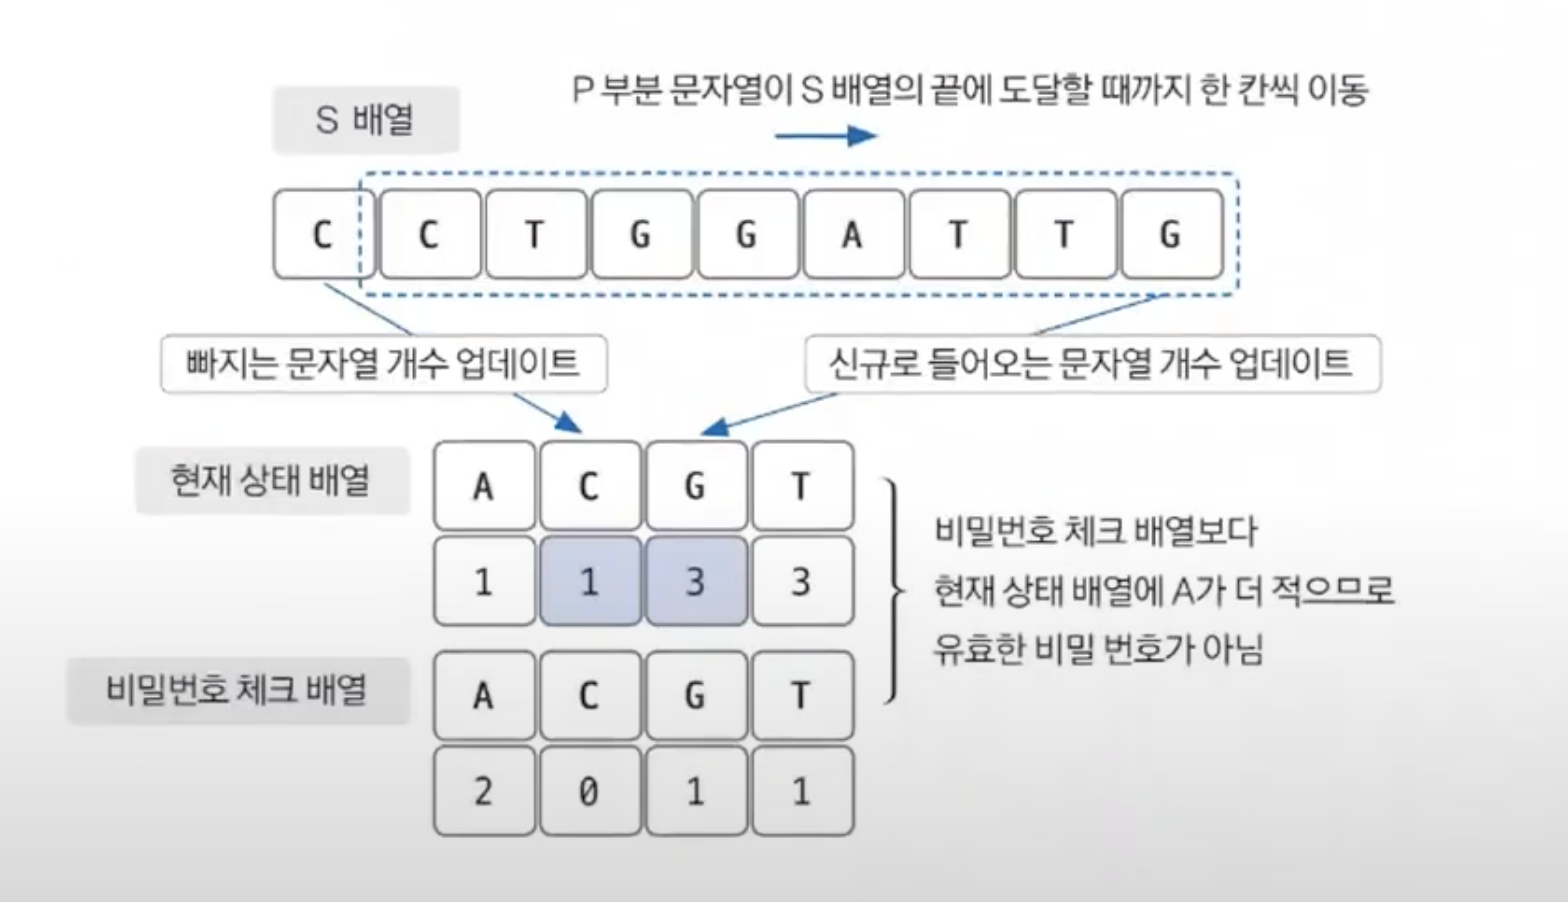 P 부분 문자열이 S 배열의 끝에 도달할 때까지 한 칸씩 이동
S 배열
C C T G G A T T G
빠지는 문자열 개수 업데이트
신규로 들어오는 문자열 개수 업데이트
현재 상태 배열
A C G T
1 1 3 3
비밀번호 체크 배열보다
현재 상태 배열에 A가 더 적으므로
유효한 비밀 번호가 아님
비밀번호 체크 배열
A C G T
2 0 1 1